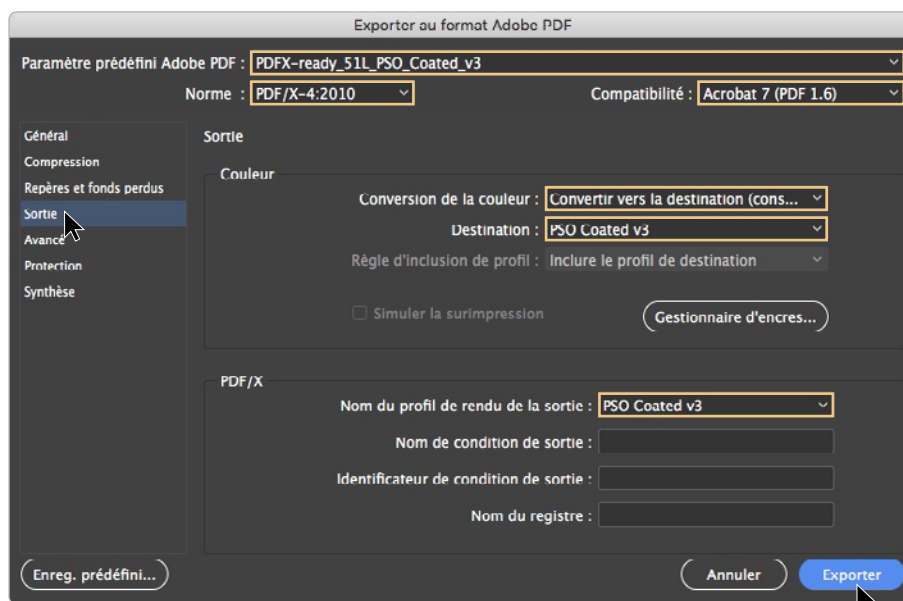 Exporter au format Adobe PDF
Paramètre prédéfini Adobe PDF : PDFX-ready_51L_PSO_Coated_v3
Norme : PDF/X-4:2010 Compatibilité : Acrobat 7 (PDF 1.6)
Général
Compression
Repères et fonds perdus
Sortie
Avancé
Protection
Synthèse
Sortie
Couleur
Conversion de la couleur : Convertir vers la destination (cons...
Destination : PSO Coated v3
Règle d'inclusion de profil : Inclure le profil de destination
Simuler la surimpression Gestionnaire d'encres...
PDF/X
Nom du profil de rendu de la sortie : PSO Coated v3
Nom de condition de sortie :
Identificateur de condition de sortie :
Nom du registre :
Enreg. prédéfini... Annuler Exporter